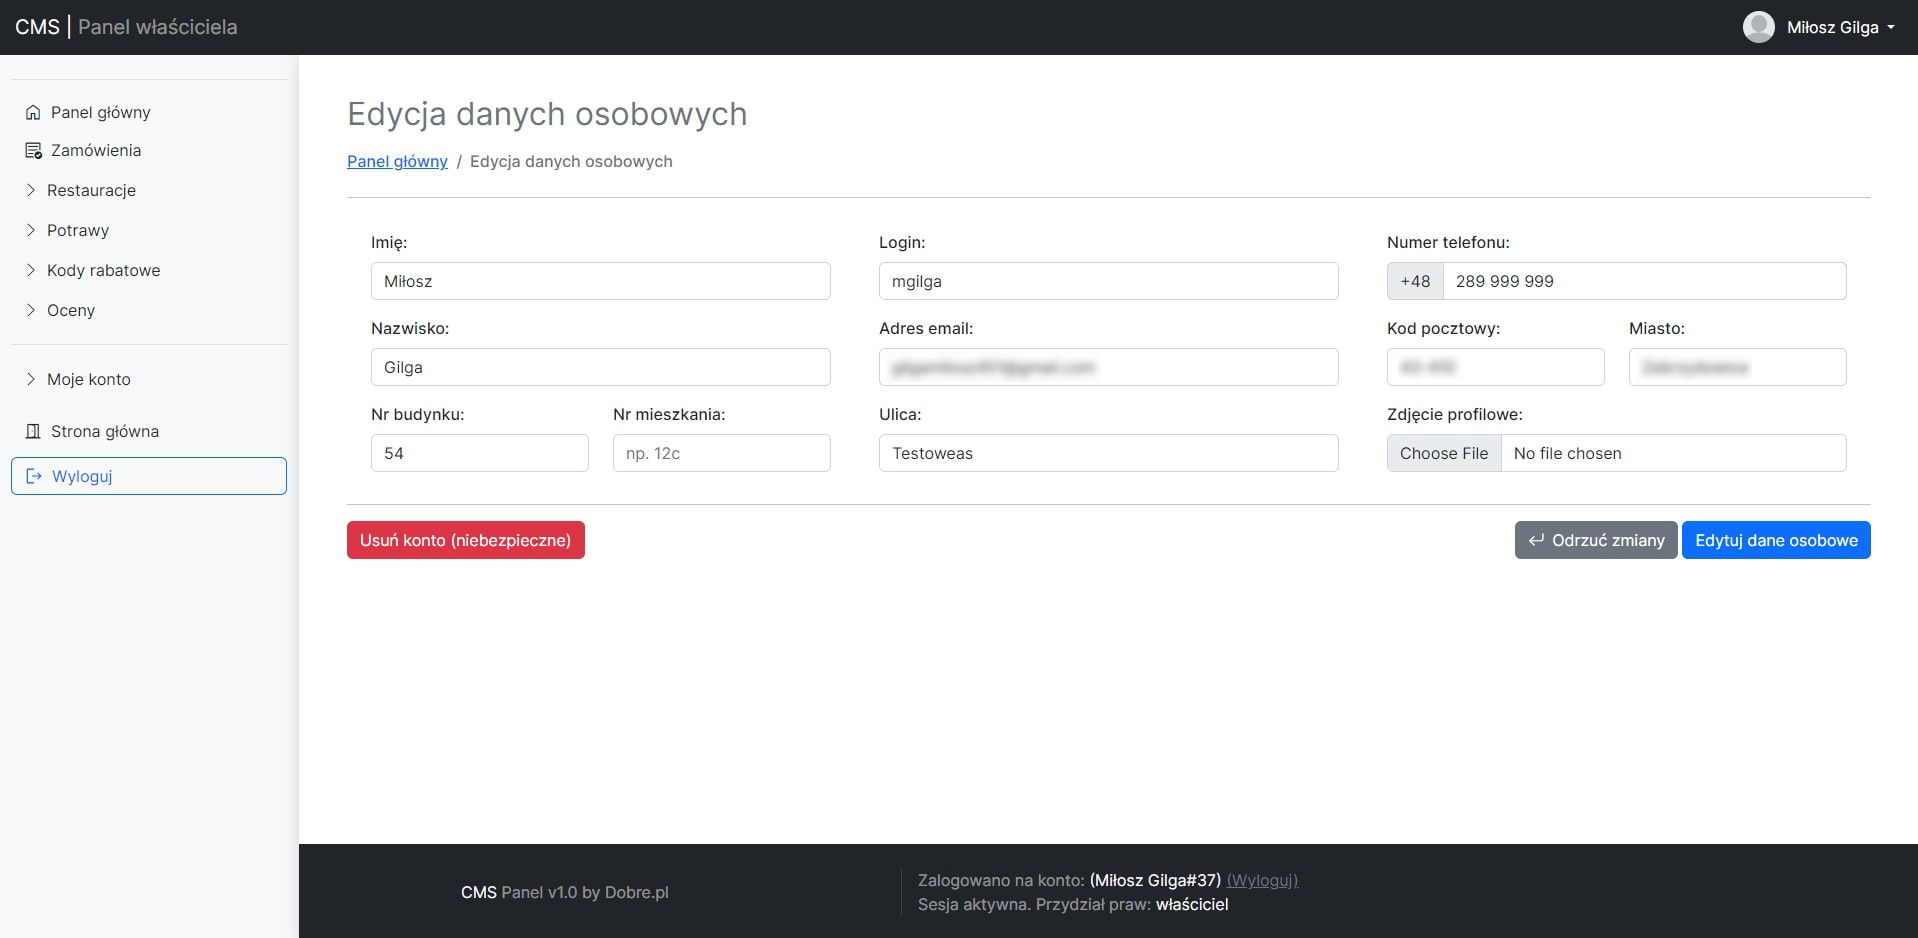 CMS | Panel właściciela
Miłosz Gilga
Panel główny
Zamówienia
Restauracje
Potrawy
Kody rabatowe
Oceny
Moje konto
Strona główna
Wyloguj
Edycja danych osobowych
Panel główny / Edycja danych osobowych
Imię:
Miłosz
Login:
mgilga
Numer telefonu:
+48 289 999 999
Nazwisko:
Gilga
Adres email:
Kod pocztowy:
Miasto:
Nr budynku:
54
Nr mieszkania:
np. 12c
Ulica:
Testoweas
Zdjęcie profilowe:
Choose File No file chosen
Usuń konto (niebezpieczne)
Odrzuć zmiany
Edytuj dane osobowe
CMS Panel v1.0 by Dobre.pl
Zalogowano na konto: (Miłosz Gilga#37) (Wyloguj)
Sesja aktywna. Przydział praw: właściciel